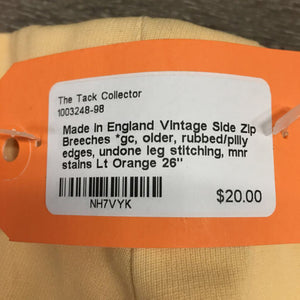 The Tack Collector
1003248-98
Made in England Vintage Side Zip
Breeches *gc, older, rubbed/pilly
edges, undone leg stitching, mnr
stains Lt Orange 26"
$20.00
NH7VYK